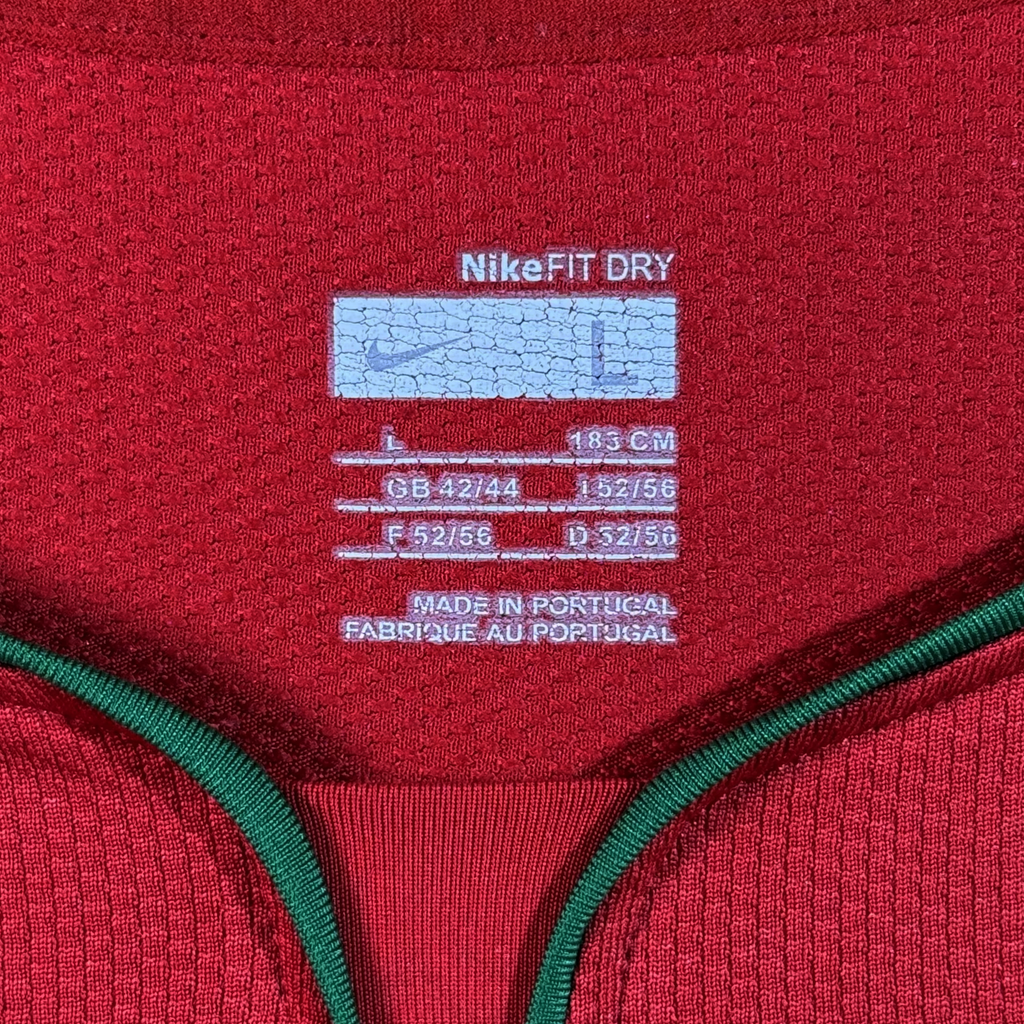 NikeFIT DRY
L
L 183 CM
GB 42/44 I 52/56
F 52/56 D 52/56
MADE IN PORTUGAL
FABRIQUE AU PORTUGAL